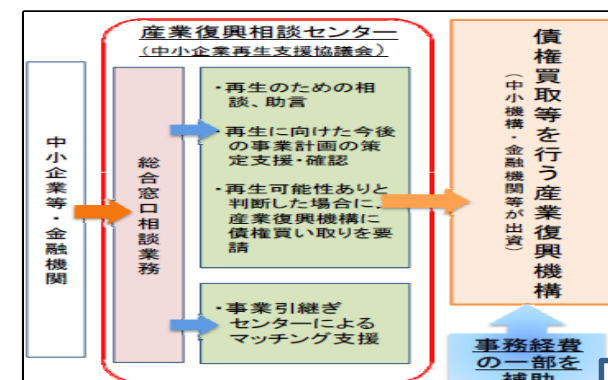 産業復興相談センター
(中小企業再生支援協議会)
中小企業等・金融機関
総合窓口相談業務
・再生のための相
談、助言
・再生に向けた今後
の事業計画の策
定支援・確認
・再生可能性ありと
判断した場合に、
産業復興機構に
債権買い取りを要
請
・事業引継ぎ
センターによる
マッチング支援
債権買取等を行う産業復興機構
(中小機構・金融機関等が出資)
事務経費
の一部を
補助